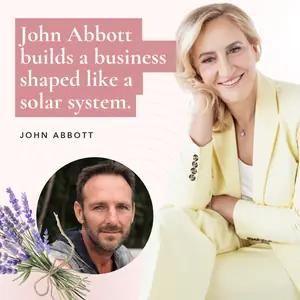 John Abbott
builds a business
shaped like a
solar system.
JOHN ABBOTT